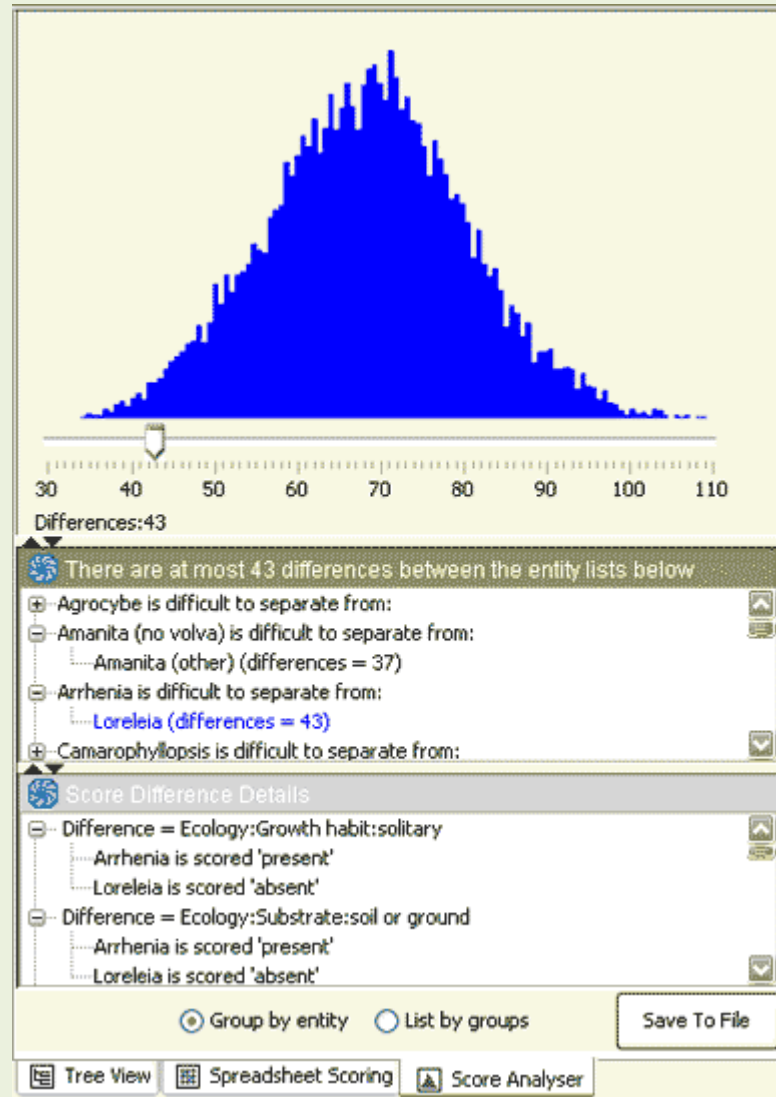 30 40 50 60 70 80 90 100 110
Differences:43
There are at most 43 differences between the entity lists below
Agrocybe is difficult to separate from:
Amanita (no volva) is difficult to separate from:
Amanita (other) (differences = 37)
Arrhenia is difficult to separate from:
Loreleia (differences = 43)
Camarophyllopsis is difficult to separate from:
Score Difference Details
Difference = Ecology:Growth habit:solitary
Arrhenia is scored 'present'
Loreleia is scored 'absent'
Difference = Ecology:Substrate:soil or ground
Arrhenia is scored 'present'
Loreleia is scored 'absent'
Group by entity List by groups Save To File
Tree View Spreadsheet Scoring Score Analyser